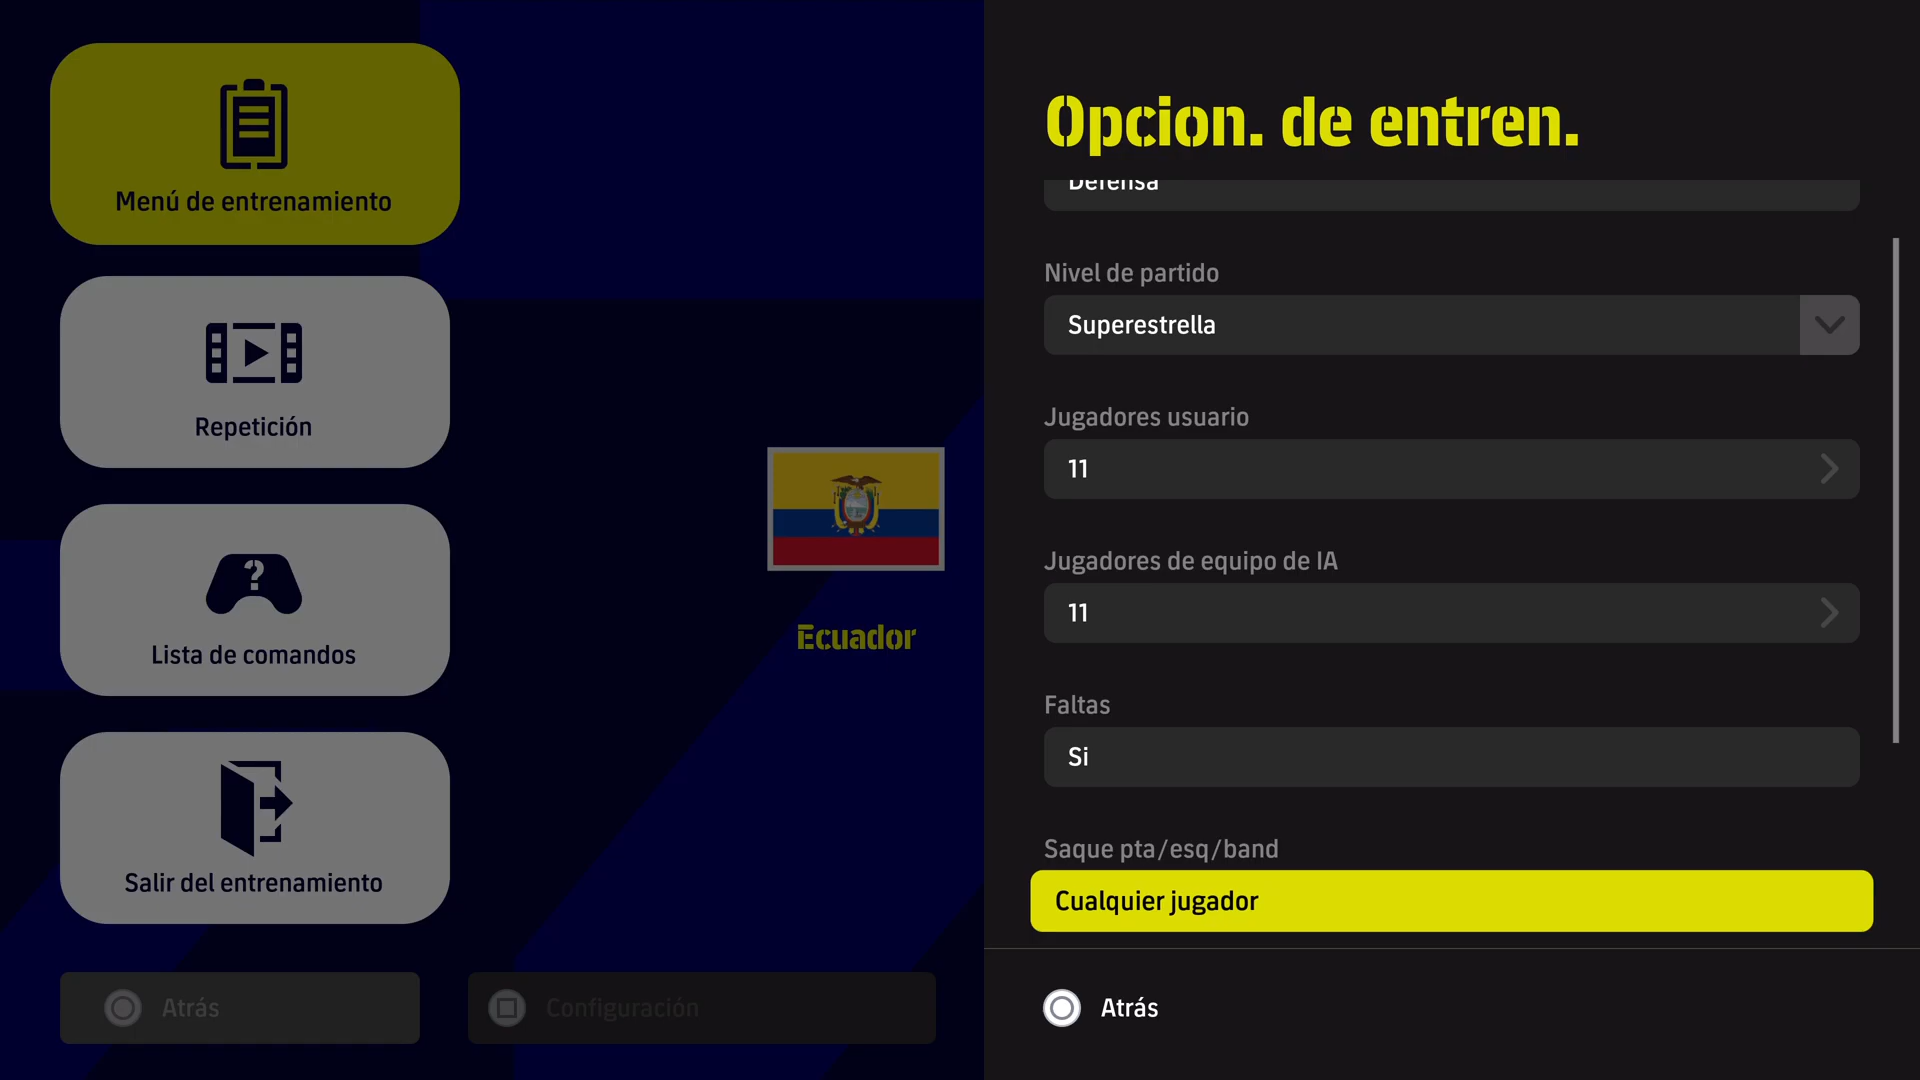 Menú de entrenamiento
Repetición
Lista de comandos
Salir del entrenamiento
Atrás
Configuración
Ecuador
Opcion. de entren.
Defensa
Nivel de partido
Superestrella
Jugadores usuario
11
Jugadores de equipo de IA
11
Faltas
Si
Saque pta/esq/band
Cualquier jugador
Atrás